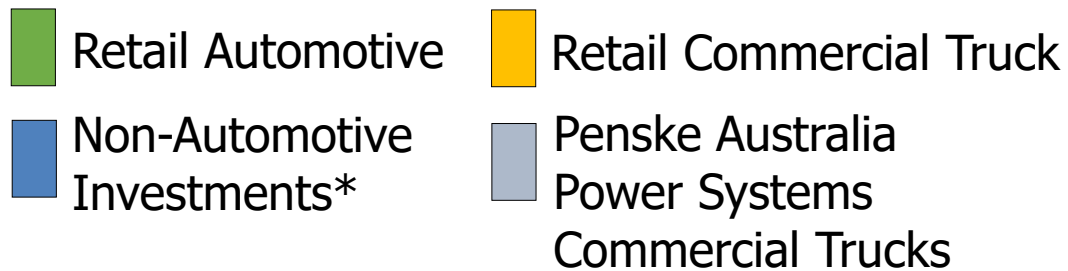 Retail Automotive
Retail Commercial Truck
Non-Automotive
Investments*
Penske Australia
Power Systems
Commercial Trucks